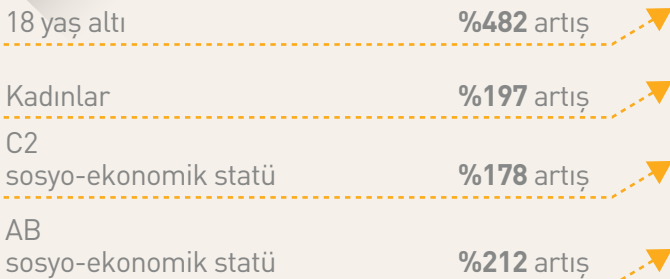 18 yaş altı %482 artış
Kadınlar %197 artış
C2
sosyo-ekonomik statü %178 artış
AB
sosyo-ekonomik statü %212 artış